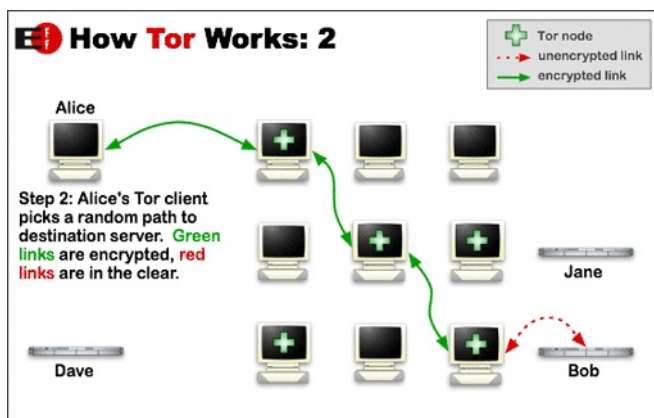 EFF How Tor Works: 2
Tor node
unencrypted link
encrypted link
Alice
Step 2: Alice's Tor client
picks a random path to
destination server. Green
links are encrypted, red
links are in the clear.
Jane
Dave
Bob